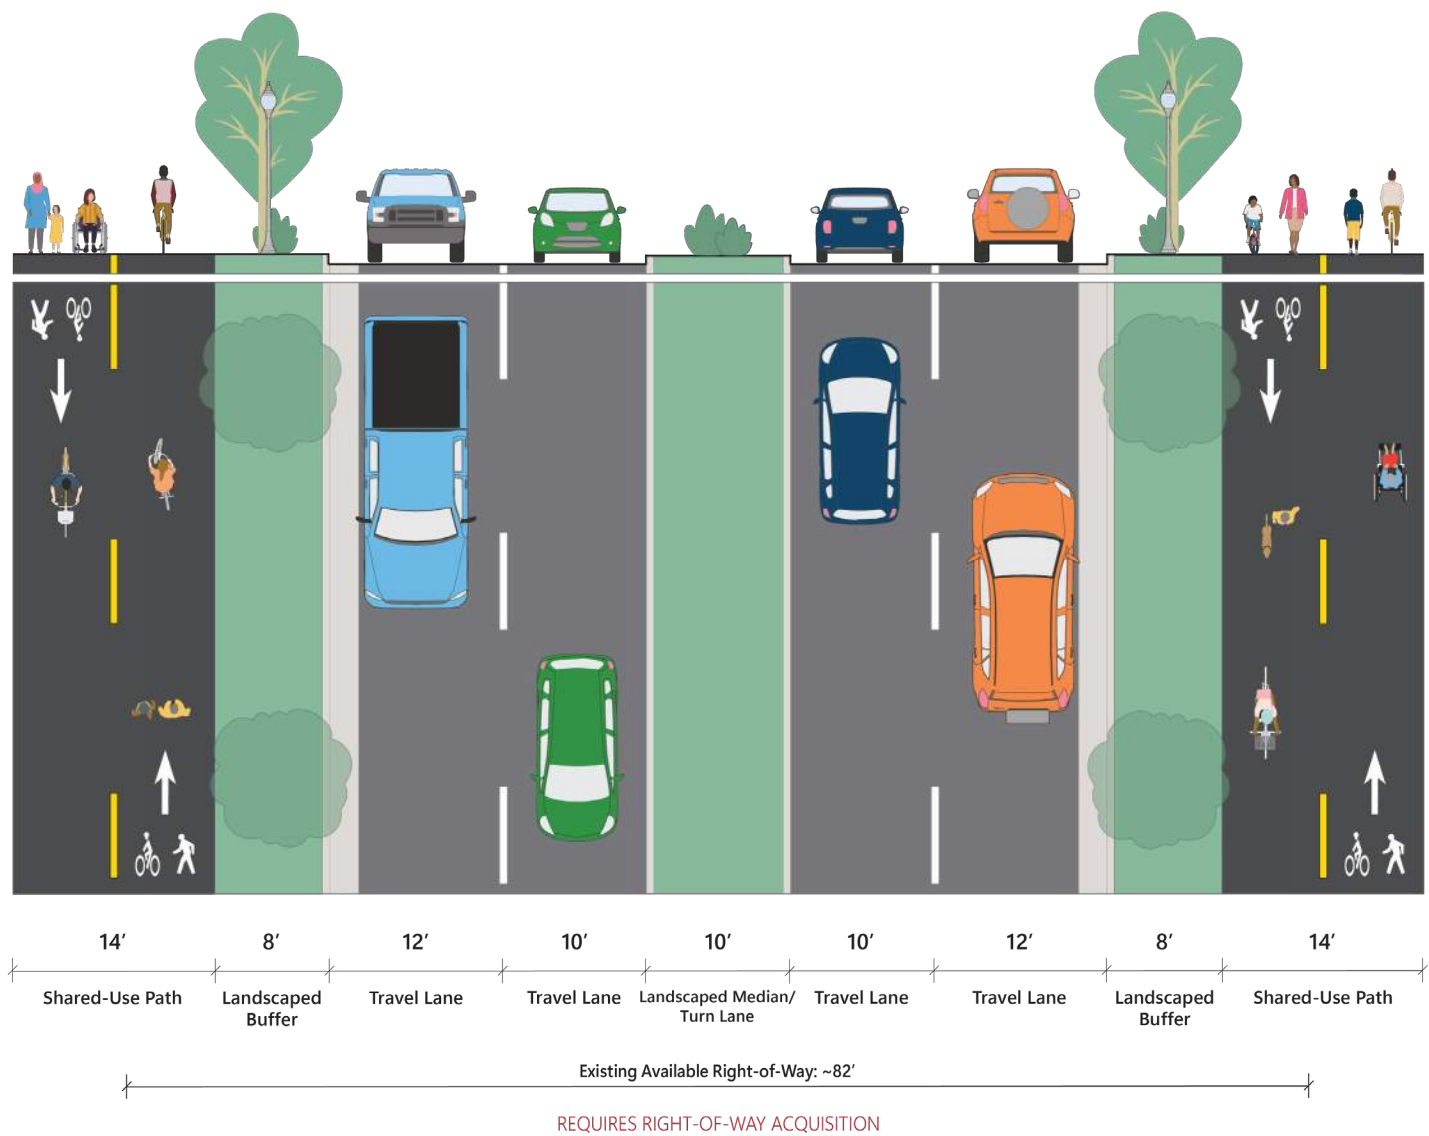 14’
8’
12’
10’
10’
10’
12’
8’
14’
Shared-Use Path
Landscaped
Buffer
Travel Lane
Travel Lane
Landscaped Median/
Turn Lane
Travel Lane
Travel Lane
Landscaped
Buffer
Shared-Use Path
Existing Available Right-of-Way: ~82’
REQUIRES RIGHT-OF-WAY ACQUISITION